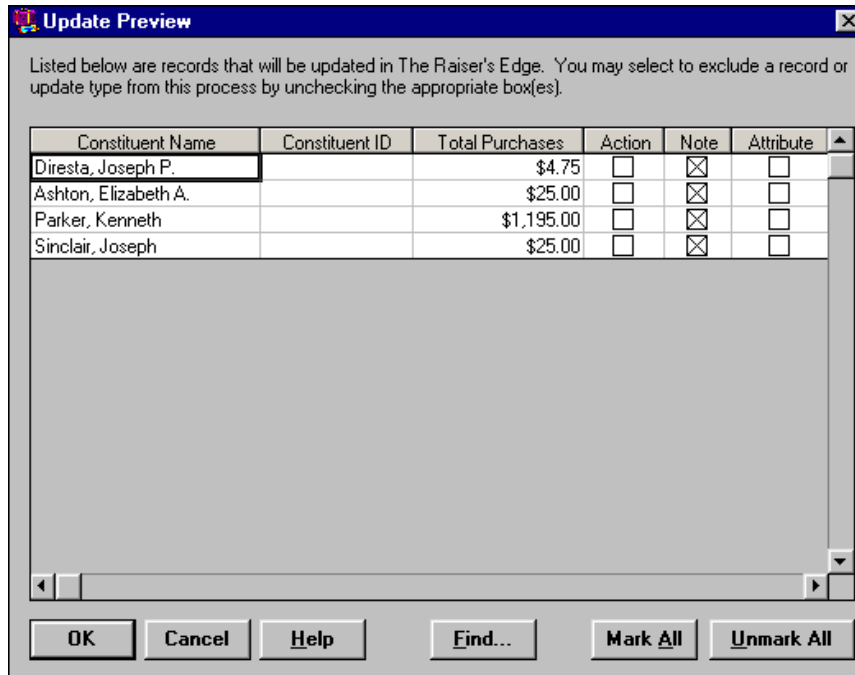 Update Preview
Listed below are records that will be updated in The Raiser's Edge. You may select to exclude a record or
update type from this process by unchecking the appropriate box(es).
Constituent Name Constituent ID Total Purchases Action Note Attribute
Diresta, Joseph P. $4.75
Ashton, Elizabeth A. $25.00
Parker, Kenneth $1,195.00
Sinclair, Joseph $25.00
OK Cancel Help Find... Mark All Unmark All